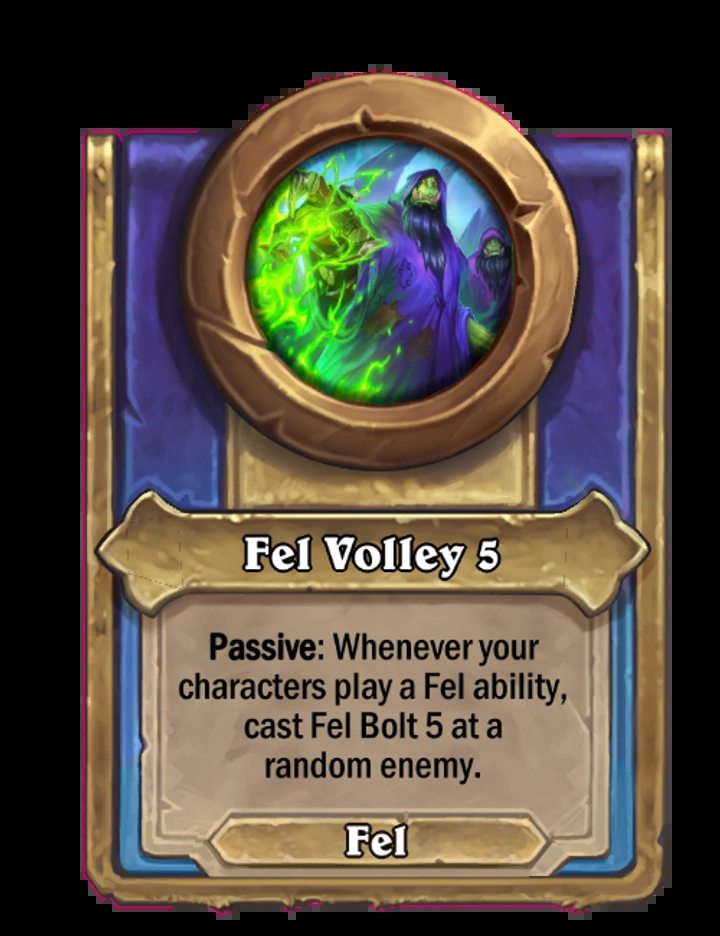 Fel Volley 5
Passive: Whenever your
characters play a Fel ability,
cast Fel Bolt 5 at a
random enemy.
Fel